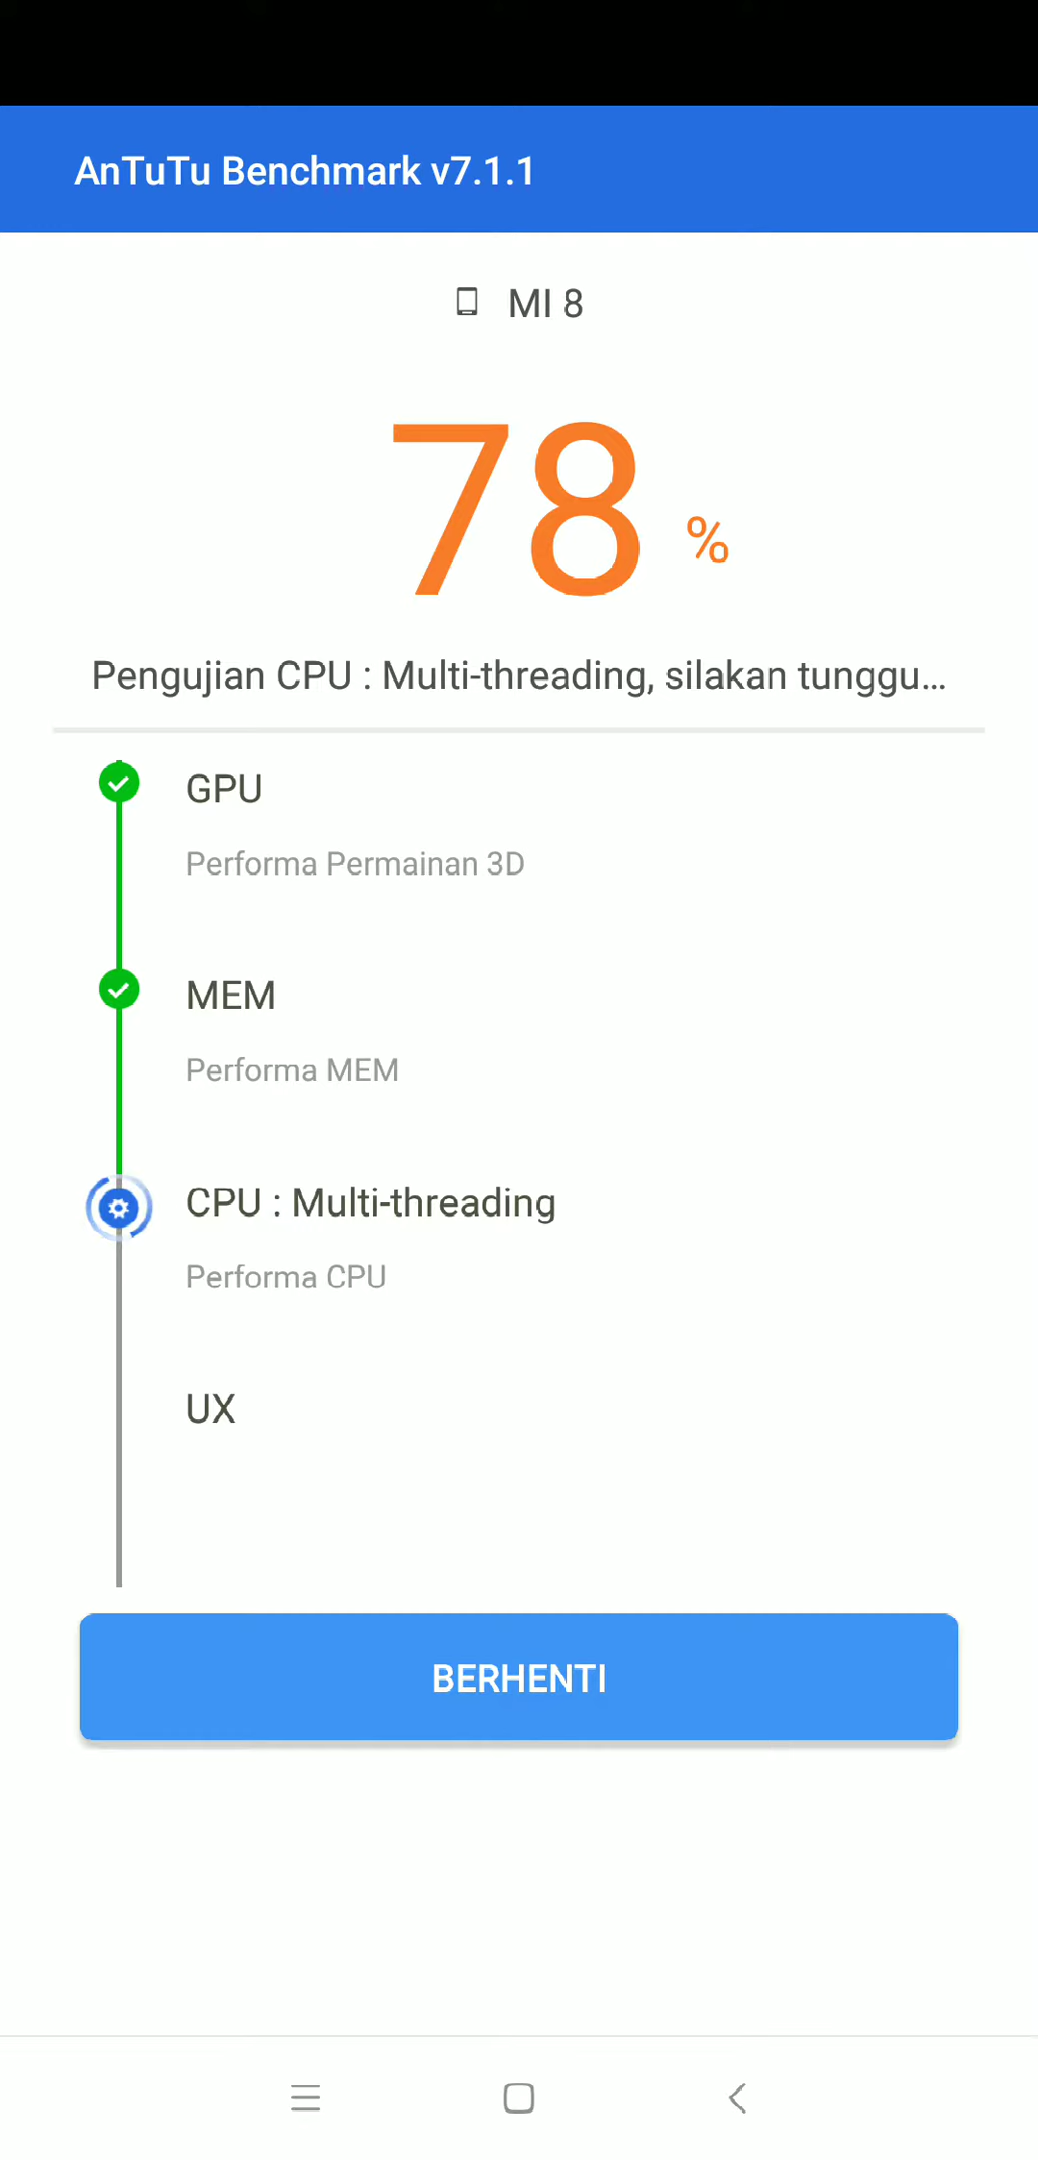 AnTuTu Benchmark v7.1.1
MI 8
78 %
Pengujian CPU : Multi-threading, silakan tunggu...
GPU
Performa Permainan 3D
MEM
Performa MEM
CPU : Multi-threading
Performa CPU
UX
BERHENTI